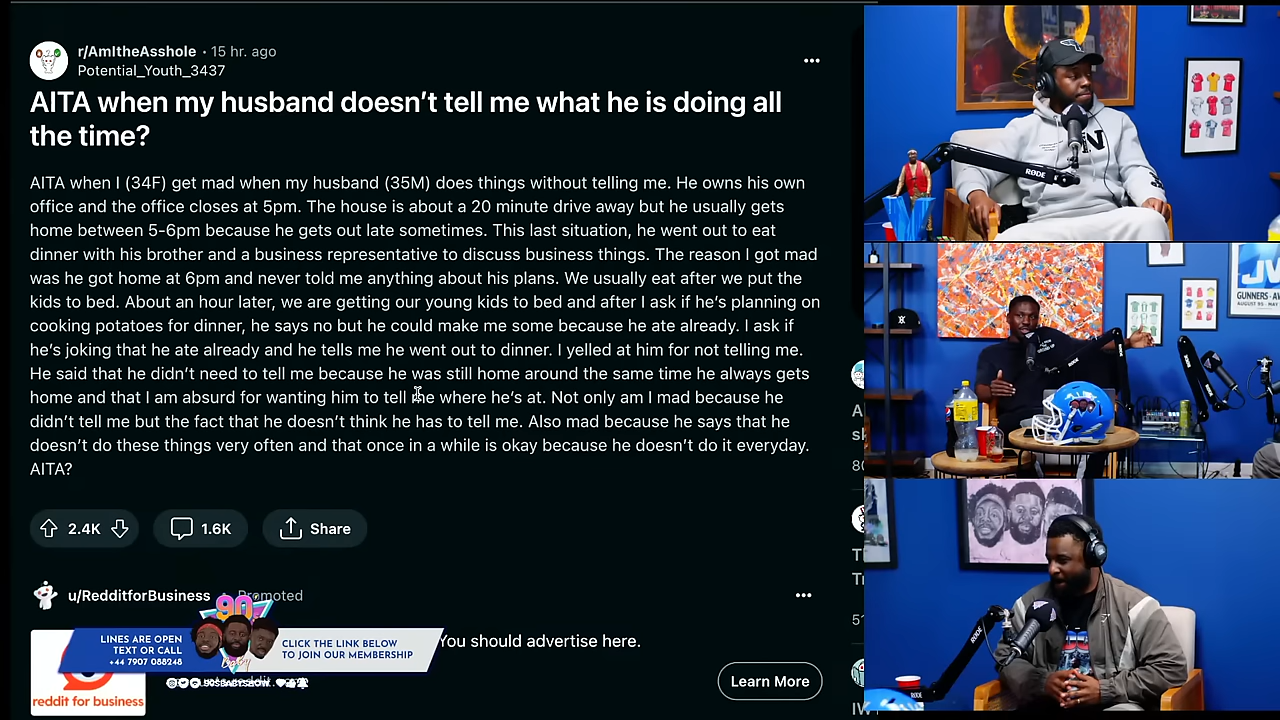 r/AmItheAsshole • 15 hr. ago
Potential_Youth_3437
AITA when my husband doesn't tell me what he is doing all
the time?
AITA when I (34F) get mad when my husband (35M) does things without telling me. He owns his own
office and the office closes at 5pm. The house is about a 20 minute drive away but he usually gets
home between 5-6pm because he gets out late sometimes. This last situation, he went out to eat
dinner with his brother and a business representative to discuss business things. The reason I got mad
was he got home at 6pm and never told me anything about his plans. We usually eat after we put the
kids to bed. About an hour later, we are getting our young kids to bed and after I ask if he's planning on
cooking potatoes for dinner, he says no but he could make me some because he ate already. I ask if
he's joking that he ate already and he tells me he went out to dinner. I yelled at him for not telling me.
He said that he didn't need to tell me because he was still home around the same time he always gets
home and that I am absurd for wanting him to tell me where he's at. Not only am I mad because he
didn't tell me but the fact that he doesn't think he has to tell me. Also mad because he says that he
doesn't do these things very often and that once in a while is okay because he doesn't do it everyday.
AITA?
2.4K
1.6K
Share
u/RedditforBusiness • Promoted
You should advertise here.
Learn More
reddit for business
90
LINES ARE OPEN
TEXT OR CALL
+44 7907 088248
CLICK THE LINK BELOW
TO JOIN OUR MEMBERSHIP
RØDE
N
RØDE
GUNNERS
RØDE